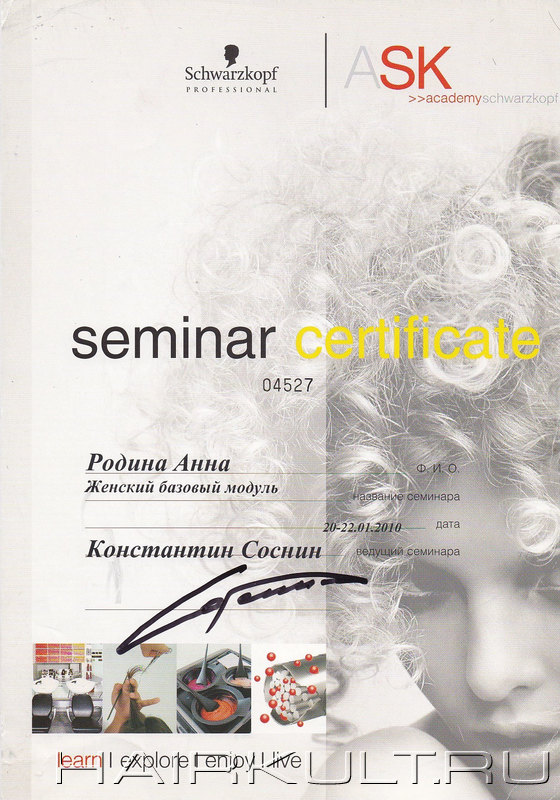 Schwarzkopf
PROFESSIONAL
ASK
>>academyschwarzkopf
seminar certificate
04527
Родина Анна
Ф. И. О.
Женский базовый модуль
название семинара
20-22.01.2010
дата
Константин Соснин
ведущий семинара
learn | explore | enjoy | live
HAIRKULT.RU